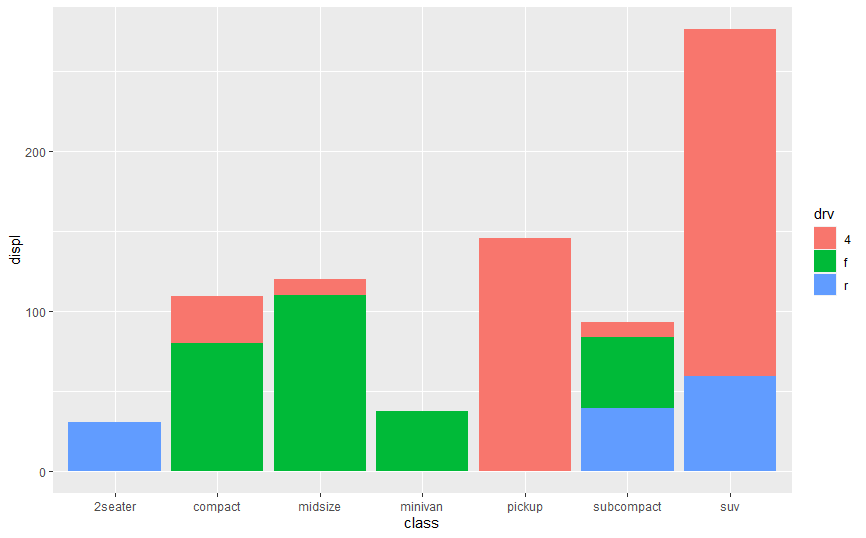 displ
200
100
0
2seater compact midsize minivan pickup subcompact suv
class
drv
4
f
r